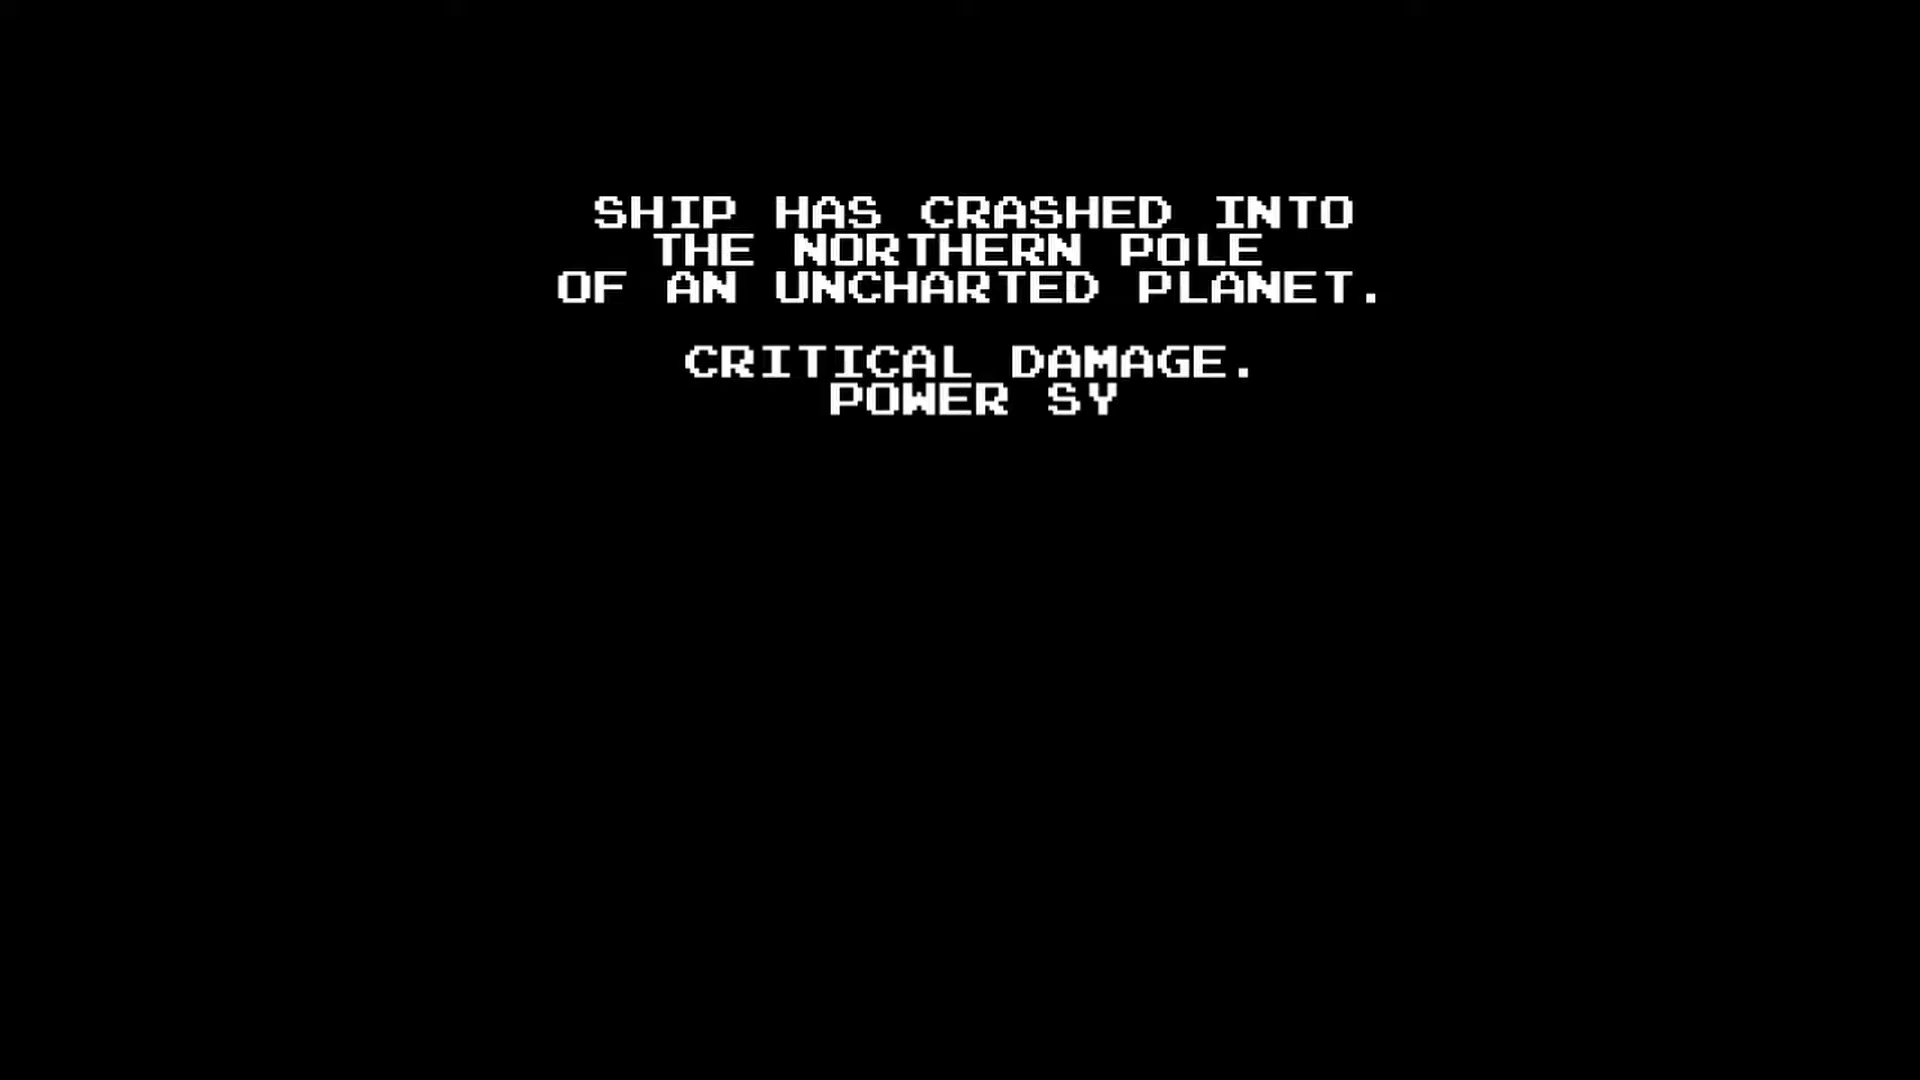 SHIP HAS CRASHED INTO
THE NORTHERN POLE
OF AN UNCHARTED PLANET.
CRITICAL DAMAGE.
POWER SY